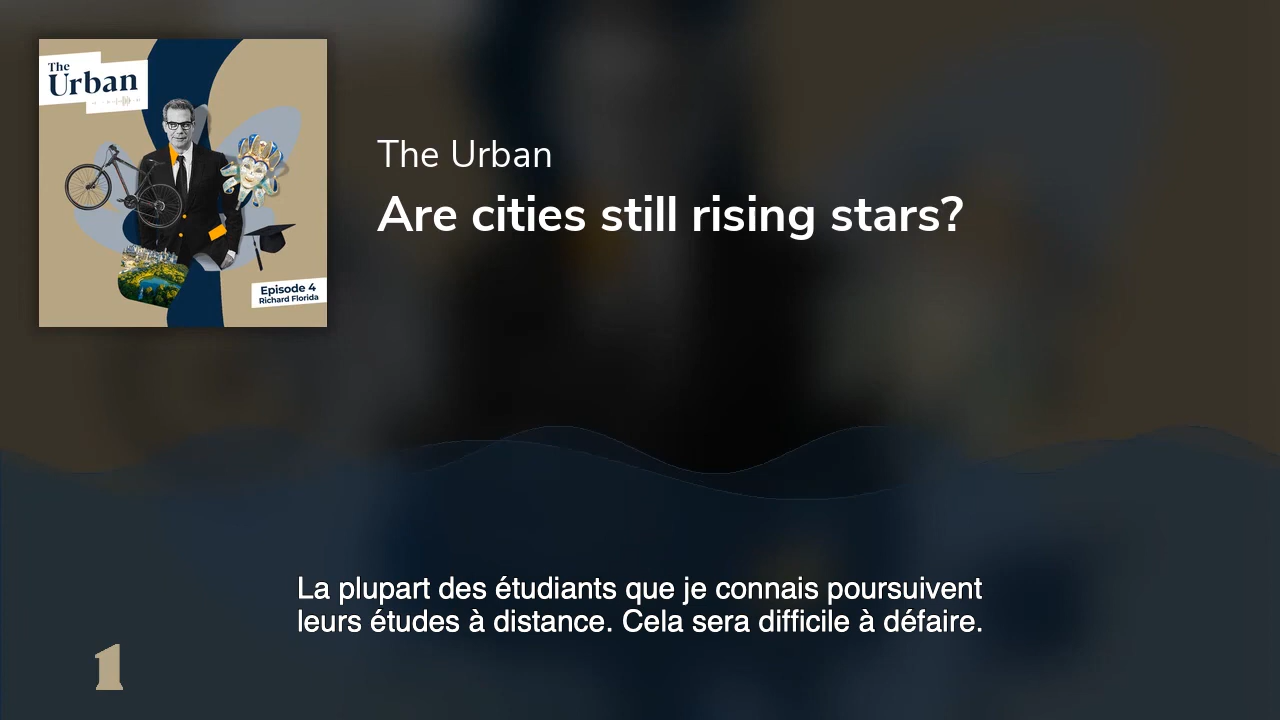 The
Urban
Episode 4
Richard Florida
The Urban
Are cities still rising stars?
La plupart des étudiants que je connais poursuivent
leurs études à distance. Cela sera difficile à défaire.
1